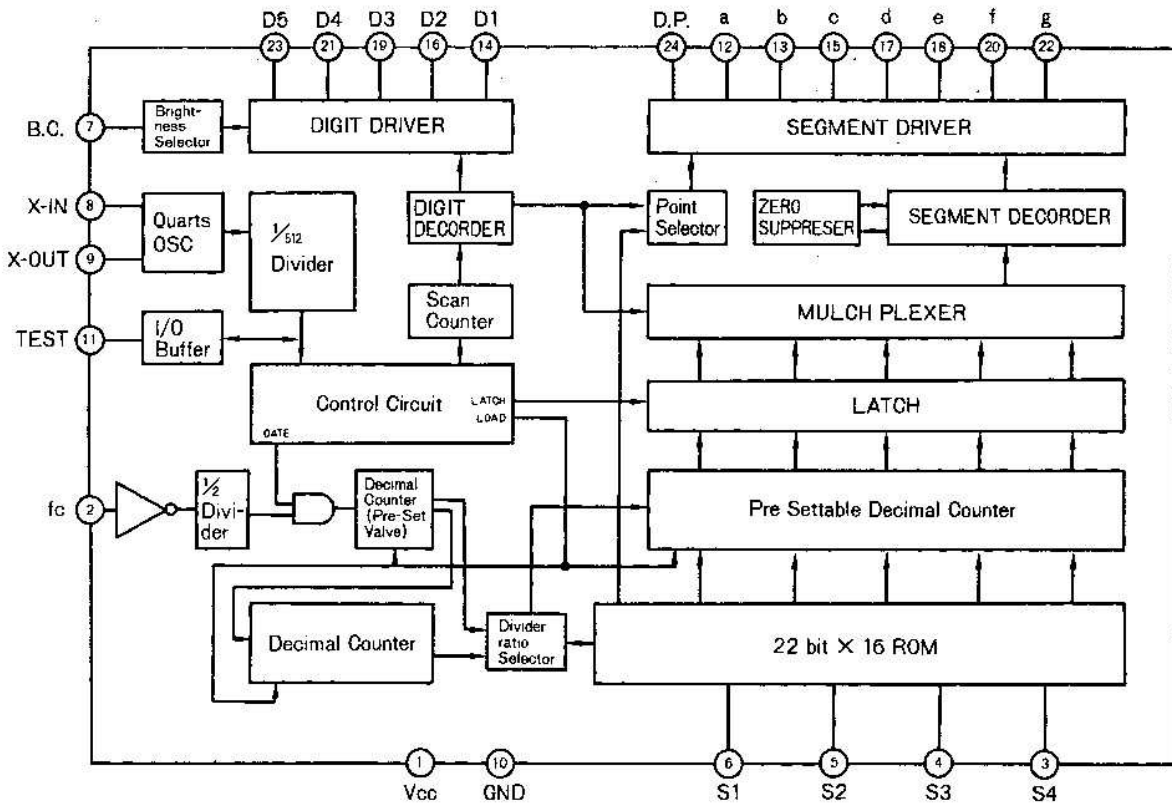 D5 D4 D3 D2 D1 D.P. a b c d e f g
23 21 19 16 14 24 12 13 15 17 18 20 22
B.C.
7
Bright-
ness
Selector
DIGIT DRIVER
SEGMENT DRIVER
X-IN
8
X-OUT
9
Quarts
OSC
1/512
Divider
DIGIT
DECORDER
Point
Selector
ZERO
SUPPRESER
SEGMENT DECORDER
TEST
11
I/O
Buffer
Scan
Counter
MULCH PLEXER
Control Circuit
LATCH
LOAD
GATE
LATCH
fc
2
1/2
Divi-
der
Decimal
Counter
(Pre-Set
Valve)
Pre Settable Decimal Counter
Decimal Counter
Divider
ratio
Selector
22 bit X 16 ROM
1 10 6 5 4 3
Vcc GND S1 S2 S3 S4